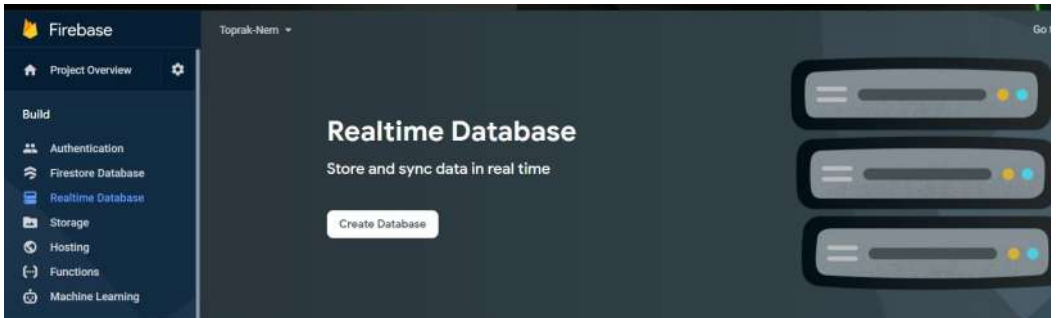 Firebase
Toprak-Nem
Go t
Project Overview
Build
Authentication
Firestore Database
Realtime Database
Storage
Hosting
Functions
Machine Learning
Realtime Database
Store and sync data in real time
Create Database